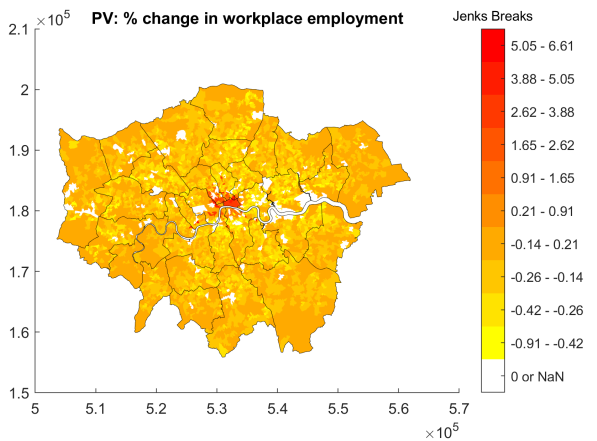 PV: % change in workplace employment
Jenks Breaks
×10⁵
2.1
2
1.9
1.8
1.7
1.6
1.5
5
5.1
5.2
5.3
5.4
5.5
5.6
5.7
×10⁵
5.05 - 6.61
3.88 - 5.05
2.62 - 3.88
1.65 - 2.62
0.91 - 1.65
0.21 - 0.91
-0.14 - 0.21
-0.26 - -0.14
-0.42 - -0.26
-0.91 - -0.42
0 or NaN